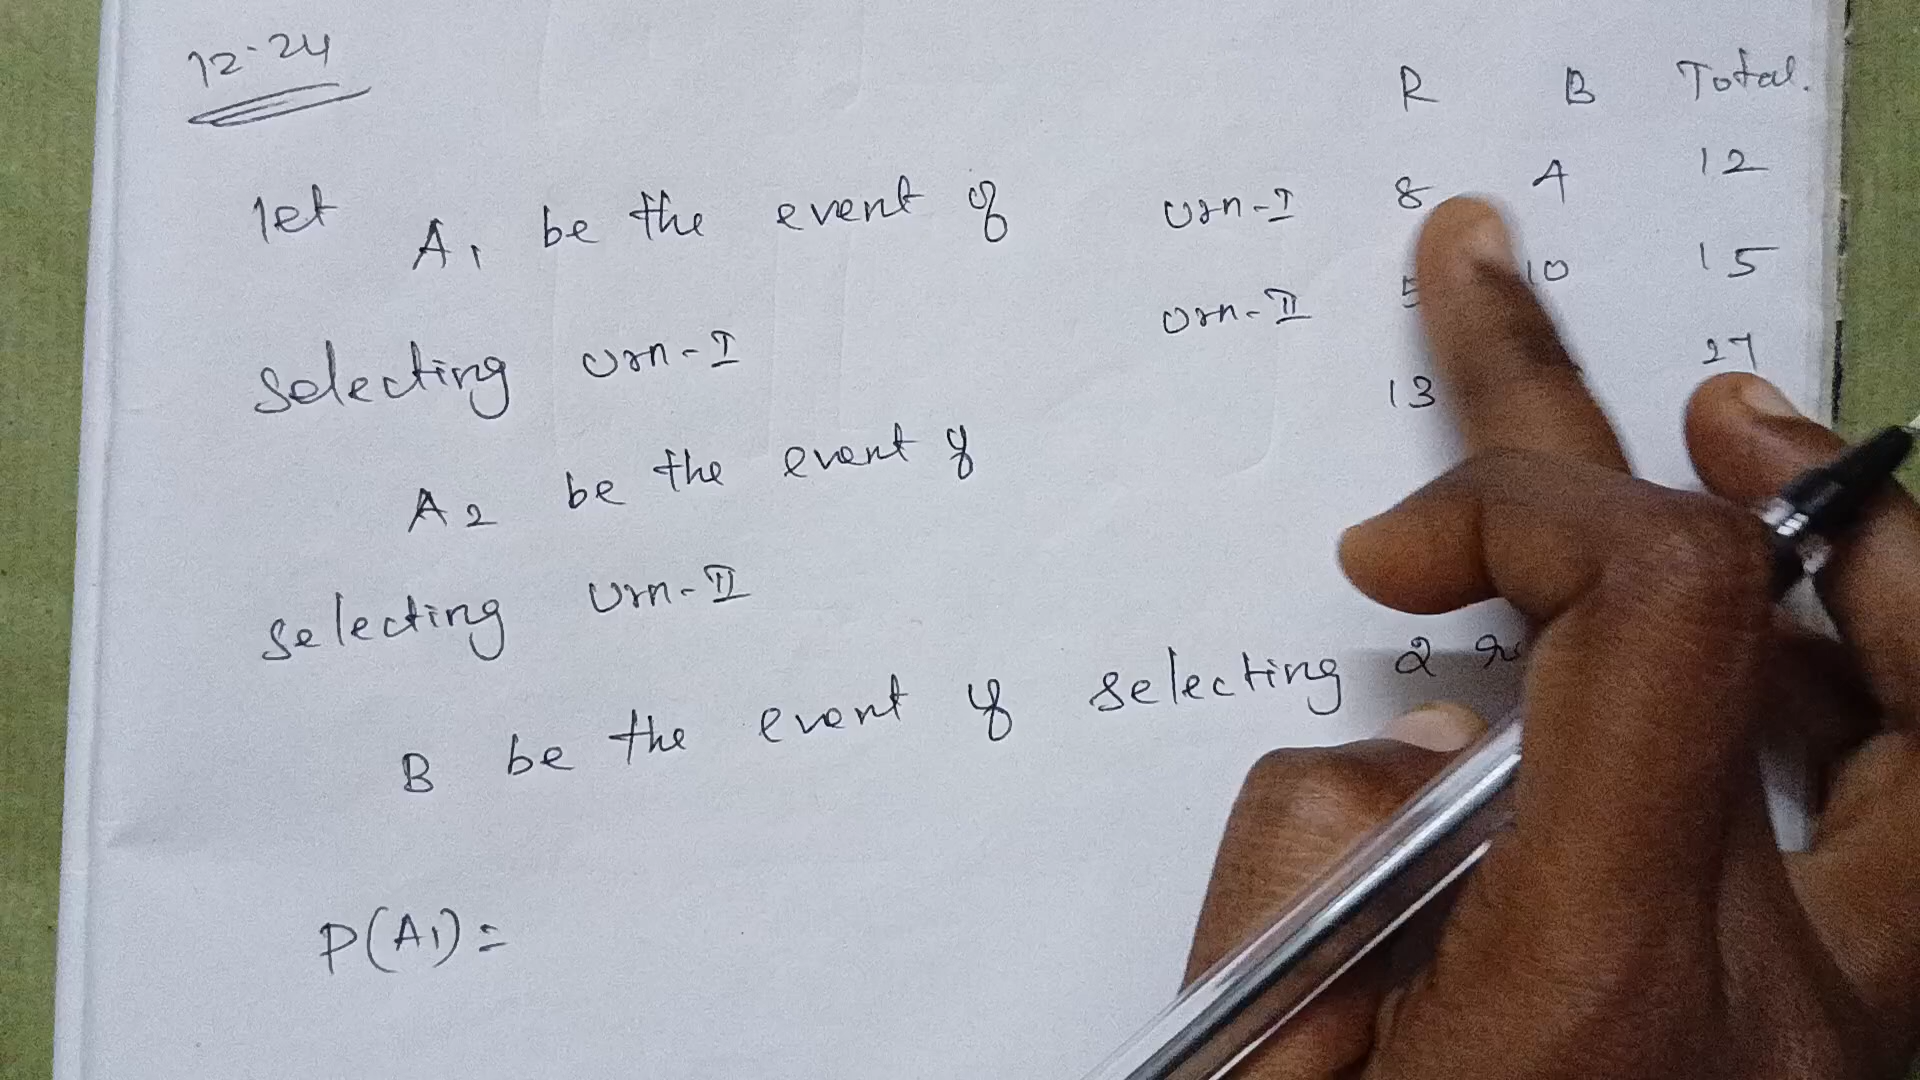 12.24
R B Total.
let A1 be the event of
urn-I 8 4 12
selecting urn-I
urn-II 5 10 15
13 27
A2 be the event of
selecting urn-II
B be the event of selecting 2
P(A1) =